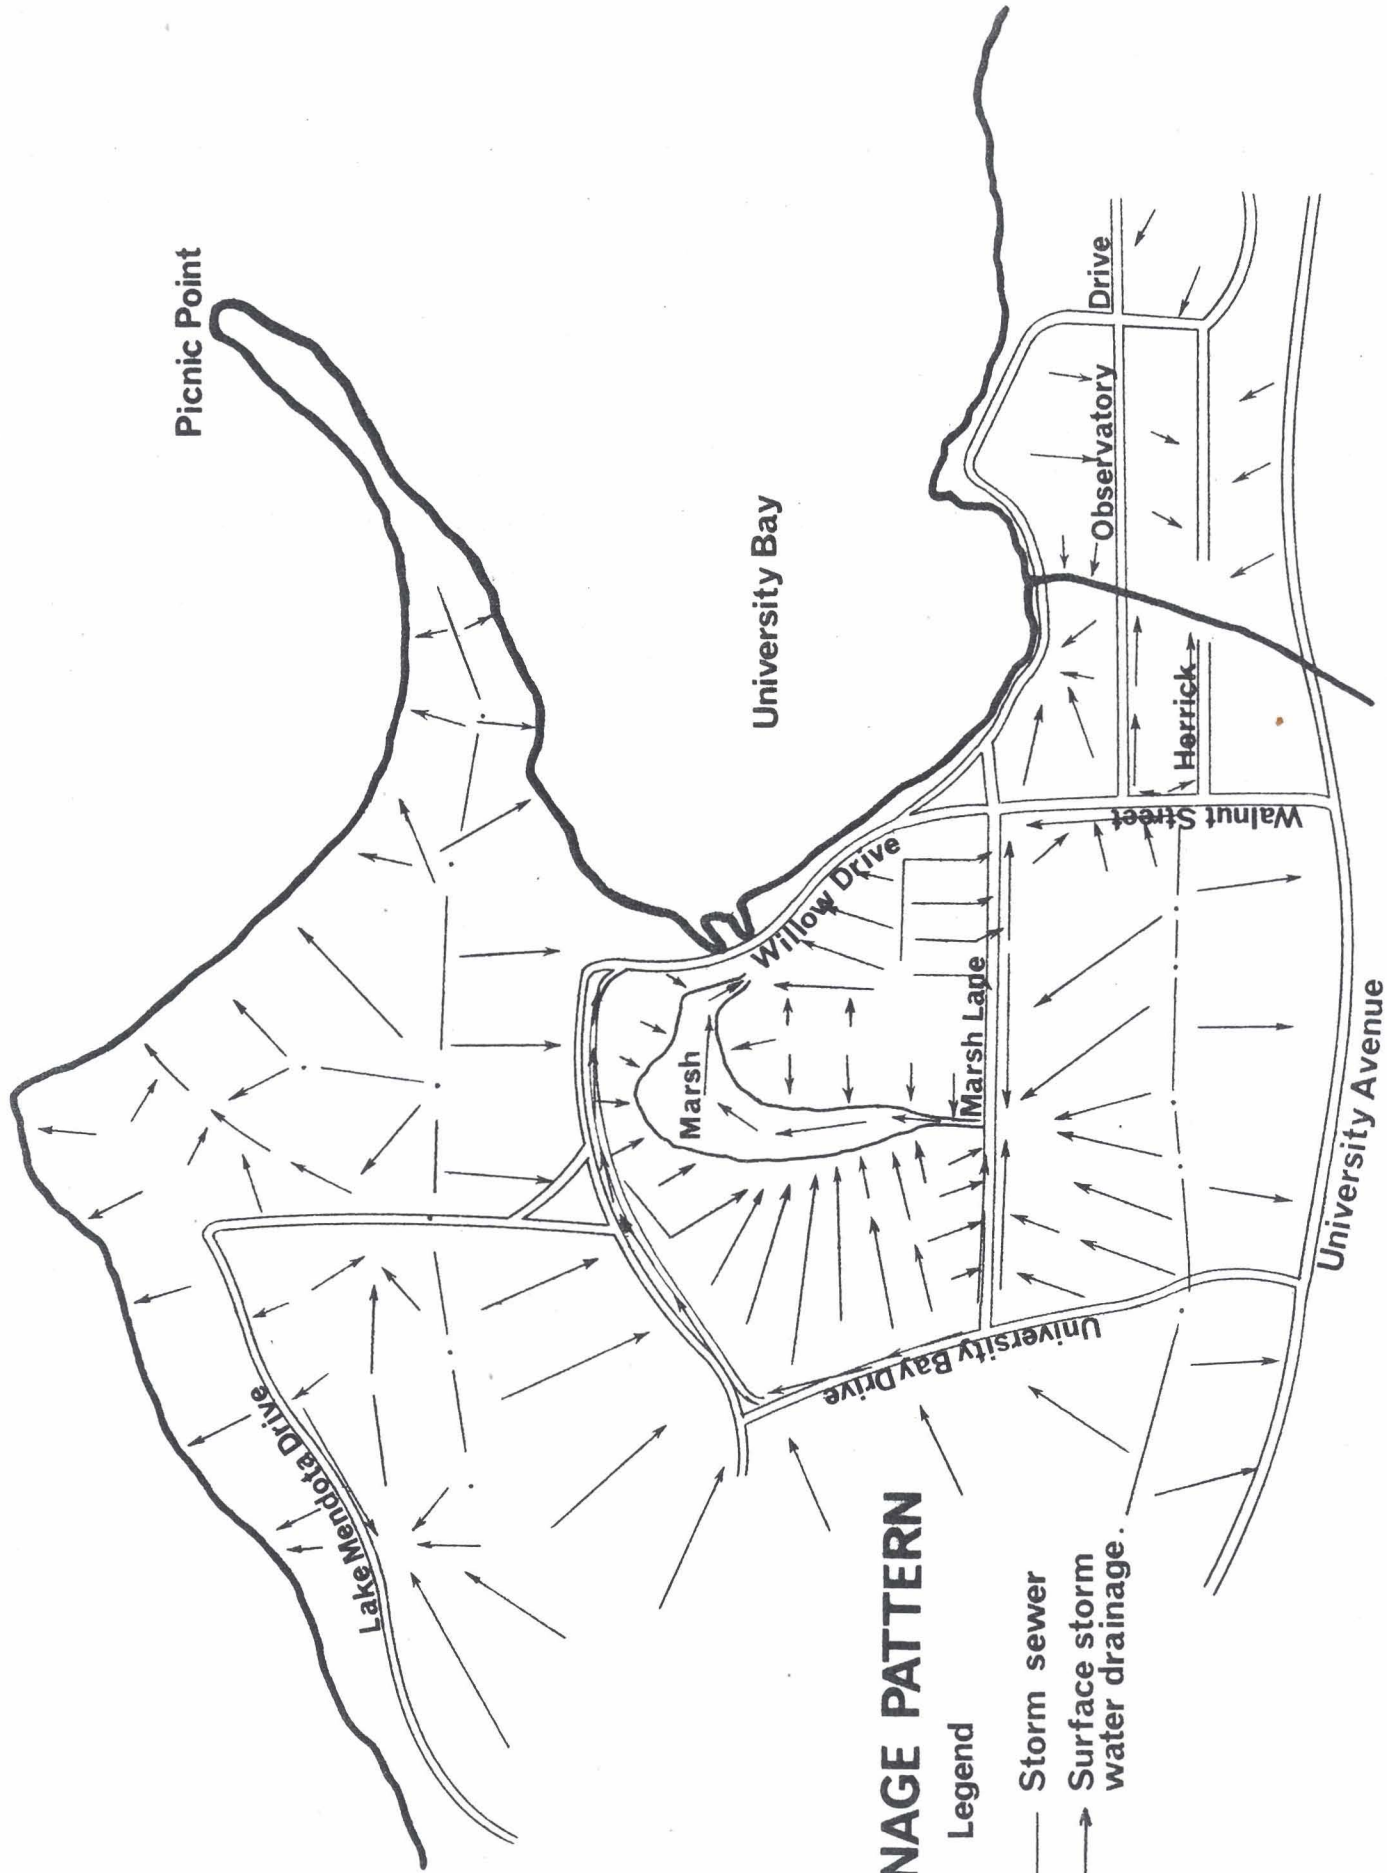 Picnic Point
University Bay
Lake Mendota Drive
Willow Drive
Marsh
Marsh Lane
Observatory Drive
Herrick
Walnut Street
University Bay Drive
University Avenue
NAGE PATTERN
Legend
Storm sewer
Surface storm
water drainage.